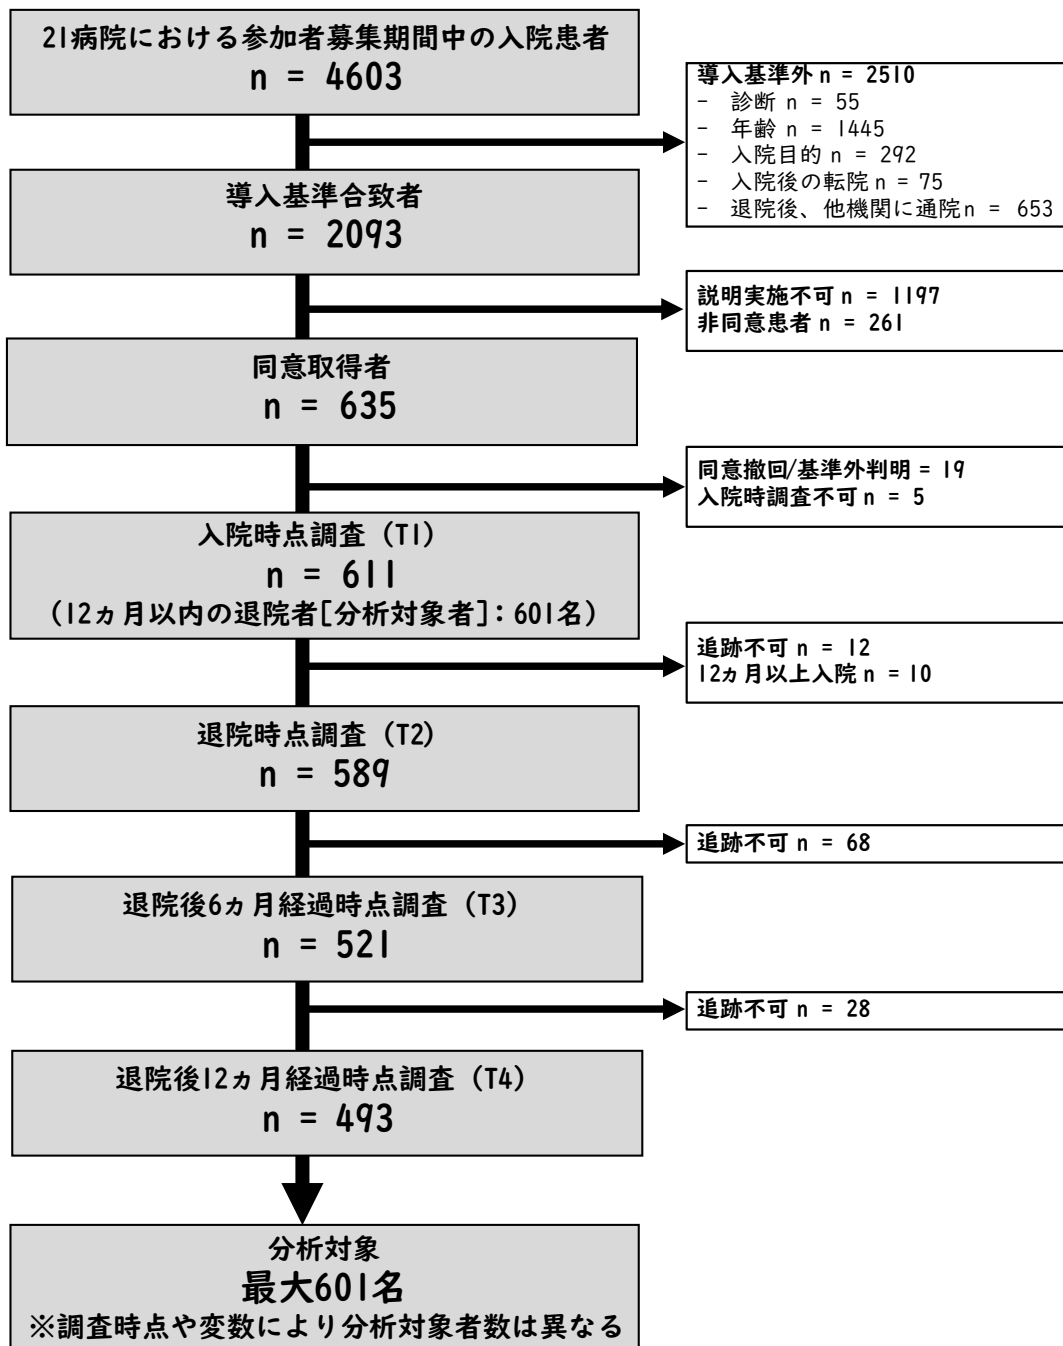 21病院における参加者募集期間中の入院患者
n = 4603
導入基準外 n = 2510
- 診断 n = 55
- 年齢 n = 1445
- 入院目的 n = 292
- 入院後の転院 n = 75
- 退院後、他機関に通院n = 653
導入基準合致者
n = 2093
説明実施不可 n = 1197
非同意患者 n = 261
同意取得者
n = 635
同意撤回/基準外判明 = 19
入院時調査不可 n = 5
入院時点調査（T1）
n = 611
（12ヵ月以内の退院者[分析対象者]：601名）
追跡不可 n = 12
12ヵ月以上入院 n = 10
退院時点調査（T2）
n = 589
追跡不可 n = 68
退院後6ヵ月経過時点調査（T3）
n = 521
追跡不可 n = 28
退院後12ヵ月経過時点調査（T4）
n = 493
分析対象
最大601名
※調査時点や変数により分析対象者数は異なる